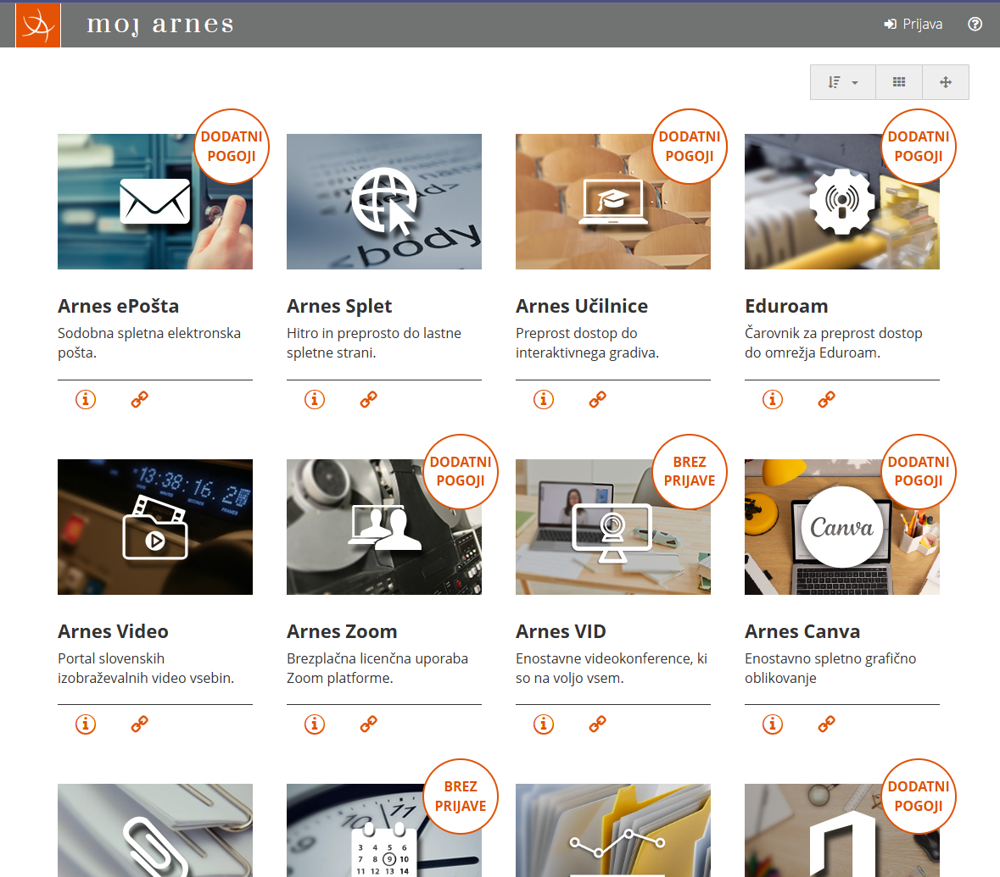 moj arnes
Prijava
DODATNI
POGOJI
DODATNI
POGOJI
DODATNI
POGOJI
<body
Arnes ePošta
Sodobna spletna elektronska
pošta.
Arnes Splet
Hitro in preprosto do lastne
spletne strani.
Arnes Učilnice
Preprost dostop do
interaktivnega gradiva.
Eduroam
Čarovnik za preprost dostop
do omrežja Eduroam.
DODATNI
POGOJI
BREZ
PRIJAVE
DODATNI
POGOJI
13:38:16.2
MINUTES
SECONDS
FRAMES
Canva
Arnes Video
Portal slovenskih
izobraževalnih video vsebin.
Arnes Zoom
Brezplačna licenčna uporaba
Zoom platforme.
Arnes VID
Enostavne videokonference, ki
so na voljo vsem.
Arnes Canva
Enostavno spletno grafično
oblikovanje
BREZ
PRIJAVE
DODATNI
POGOJI
10 11
3 4 5 6
7 8 9 10
11 12 13 14